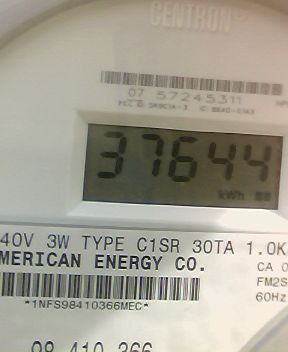 CENTRON®
07 57245311
37644
kWh
40V 3W TYPE C1SR 30TA 1.0K
MERICAN ENERGY CO.
CA 0
FM2S
60Hz
*1NFS98410366MEC*
98 410 366